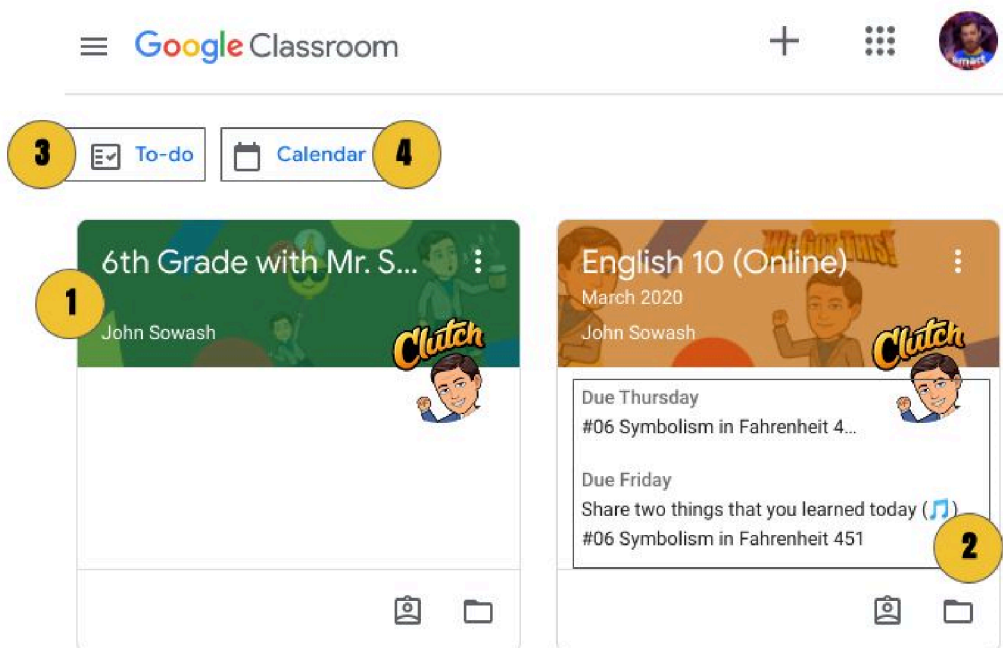 Google Classroom
smart
3 To-do
Calendar 4
6th Grade with Mr. S...
1
John Sowash
Clutch
WE GOT THIS!
English 10 (Online)
March 2020
John Sowash
Clutch
Due Thursday
#06 Symbolism in Fahrenheit 4...
Due Friday
Share two things that you learned today (🎵)
#06 Symbolism in Fahrenheit 451
2